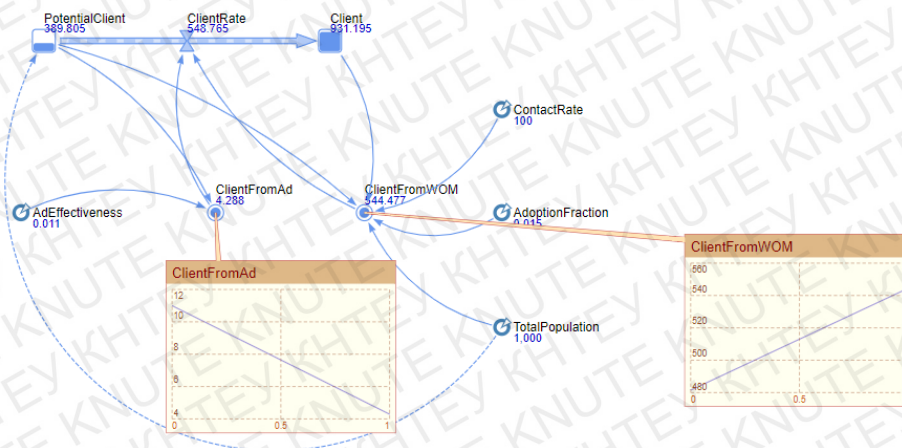 PotentialClient
389.805
ClientRate
548.765
Client
931.195
ContactRate
100
ClientFromAd
4.288
ClientFromWOM
544.477
AdEffectiveness
0.011
AdoptionFraction
0.015
ClientFromWOM
560
540
520
500
480
0
0.5
ClientFromAd
12
10
8
6
4
0
0.5
1
TotalPopulation
1,000
KNUTE КНТЕУ